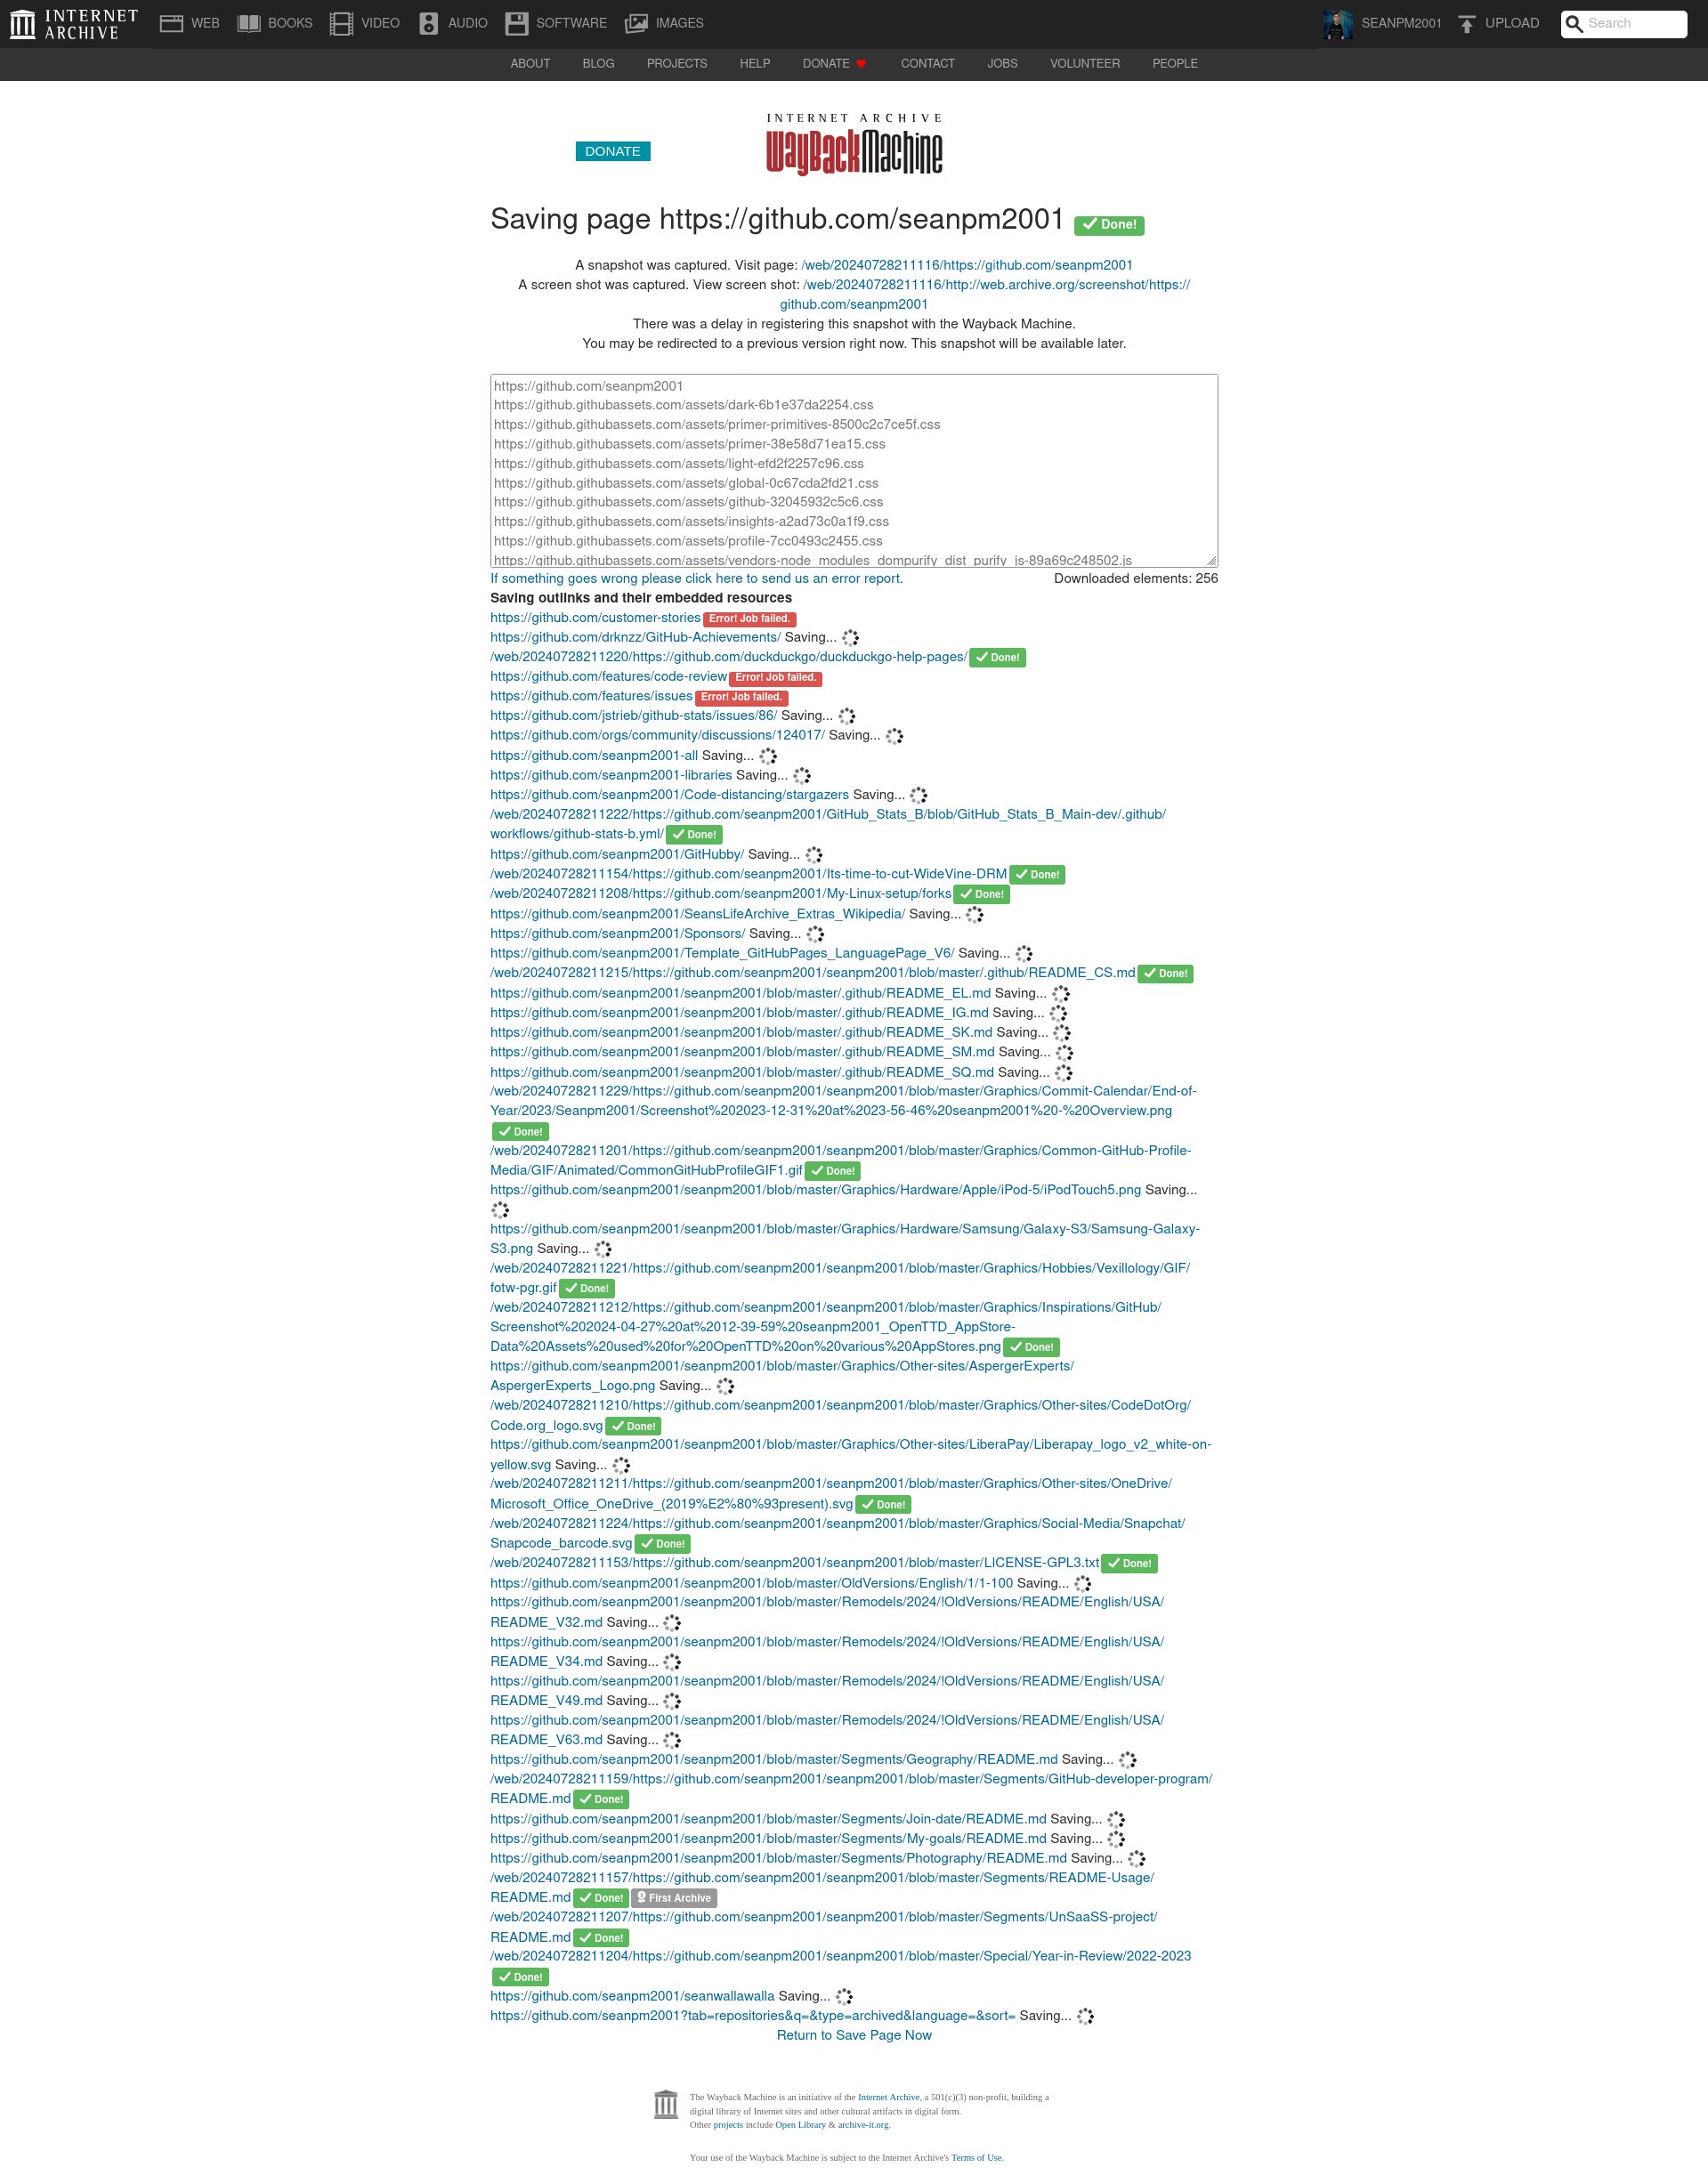 INTERNET ARCHIVE
WEB BOOKS VIDEO AUDIO SOFTWARE IMAGES SEANPM2001 UPLOAD Search
ABOUT BLOG PROJECTS HELP DONATE CONTACT JOBS VOLUNTEER PEOPLE
DONATE
INTERNET ARCHIVE
WayBackMachine
Saving page https://github.com/seanpm2001 Done!
A snapshot was captured. Visit page: /web/20240728211116/https://github.com/seanpm2001
A screen shot was captured. View screen shot: /web/20240728211116/http://web.archive.org/screenshot/https://
github.com/seanpm2001
There was a delay in registering this snapshot with the Wayback Machine.
You may be redirected to a previous version right now. This snapshot will be available later.
https://github.com/seanpm2001
https://github.githubassets.com/assets/dark-6b1e37da2254.css
https://github.githubassets.com/assets/primer-primitives-8500c2c7ce5f.css
https://github.githubassets.com/assets/primer-38e58d71ea15.css
https://github.githubassets.com/assets/light-efd2f2257c96.css
https://github.githubassets.com/assets/global-0c67cda2fd21.css
https://github.githubassets.com/assets/github-32045932c5c6.css
https://github.githubassets.com/assets/insights-a2ad73c0a1f9.css
https://github.githubassets.com/assets/profile-7cc0493c2455.css
https://github.githubassets.com/assets/vendors-node_modules_dompurify_dist_purify_js-89a69c248502.js
If something goes wrong please click here to send us an error report. Downloaded elements: 256
Saving outlinks and their embedded resources
https://github.com/customer-stories Error! Job failed.
https://github.com/drknzz/GitHub-Achievements/ Saving...
/web/20240728211220/https://github.com/duckduckgo/duckduckgo-help-pages/ Done!
https://github.com/features/code-review Error! Job failed.
https://github.com/features/issues Error! Job failed.
https://github.com/jstrieb/github-stats/issues/86/ Saving...
https://github.com/orgs/community/discussions/124017/ Saving...
https://github.com/seanpm2001-all Saving...
https://github.com/seanpm2001-libraries Saving...
https://github.com/seanpm2001/Code-distancing/stargazers Saving...
/web/20240728211222/https://github.com/seanpm2001/GitHub_Stats_B/blob/GitHub_Stats_B_Main-dev/.github/
workflows/github-stats-b.yml/ Done!
https://github.com/seanpm2001/GitHubby/ Saving...
/web/20240728211154/https://github.com/seanpm2001/Its-time-to-cut-WideVine-DRM Done!
/web/20240728211208/https://github.com/seanpm2001/My-Linux-setup/forks Done!
https://github.com/seanpm2001/SeansLifeArchive_Extras_Wikipedia/ Saving...
https://github.com/seanpm2001/Sponsors/ Saving...
https://github.com/seanpm2001/Template_GitHubPages_LanguagePage_V6/ Saving...
/web/20240728211215/https://github.com/seanpm2001/seanpm2001/blob/master/.github/README_CS.md Done!
https://github.com/seanpm2001/seanpm2001/blob/master/.github/README_EL.md Saving...
https://github.com/seanpm2001/seanpm2001/blob/master/.github/README_IG.md Saving...
https://github.com/seanpm2001/seanpm2001/blob/master/.github/README_SK.md Saving...
https://github.com/seanpm2001/seanpm2001/blob/master/.github/README_SM.md Saving...
https://github.com/seanpm2001/seanpm2001/blob/master/.github/README_SQ.md Saving...
/web/20240728211229/https://github.com/seanpm2001/seanpm2001/blob/master/Graphics/Commit-Calendar/End-of-
Year/2023/Seanpm2001/Screenshot%202023-12-31%20at%2023-56-46%20seanpm2001%20-%20Overview.png
Done!
/web/20240728211201/https://github.com/seanpm2001/seanpm2001/blob/master/Graphics/Common-GitHub-Profile-
Media/GIF/Animated/CommonGitHubProfileGIF1.gif Done!
https://github.com/seanpm2001/seanpm2001/blob/master/Graphics/Hardware/Apple/iPod-5/iPodTouch5.png Saving...
https://github.com/seanpm2001/seanpm2001/blob/master/Graphics/Hardware/Samsung/Galaxy-S3/Samsung-Galaxy-
S3.png Saving...
/web/20240728211221/https://github.com/seanpm2001/seanpm2001/blob/master/Graphics/Hobbies/Vexillology/GIF/
fotw-pgr.gif Done!
/web/20240728211212/https://github.com/seanpm2001/seanpm2001/blob/master/Graphics/Inspirations/GitHub/
Screenshot%202024-04-27%20at%2012-39-59%20seanpm2001_OpenTTD_AppStore-
Data%20Assets%20used%20for%20OpenTTD%20on%20various%20AppStores.png Done!
https://github.com/seanpm2001/seanpm2001/blob/master/Graphics/Other-sites/AspergerExperts/
AspergerExperts_Logo.png Saving...
/web/20240728211210/https://github.com/seanpm2001/seanpm2001/blob/master/Graphics/Other-sites/CodeDotOrg/
Code.org_logo.svg Done!
https://github.com/seanpm2001/seanpm2001/blob/master/Graphics/Other-sites/LiberaPay/Liberapay_logo_v2_white-on-
yellow.svg Saving...
/web/20240728211211/https://github.com/seanpm2001/seanpm2001/blob/master/Graphics/Other-sites/OneDrive/
Microsoft_Office_OneDrive_(2019%E2%80%93present).svg Done!
/web/20240728211224/https://github.com/seanpm2001/seanpm2001/blob/master/Graphics/Social-Media/Snapchat/
Snapcode_barcode.svg Done!
/web/20240728211153/https://github.com/seanpm2001/seanpm2001/blob/master/LICENSE-GPL3.txt Done!
https://github.com/seanpm2001/seanpm2001/blob/master/OldVersions/English/1/1-100 Saving...
https://github.com/seanpm2001/seanpm2001/blob/master/Remodels/2024/!OldVersions/README/English/USA/
README_V32.md Saving...
https://github.com/seanpm2001/seanpm2001/blob/master/Remodels/2024/!OldVersions/README/English/USA/
README_V34.md Saving...
https://github.com/seanpm2001/seanpm2001/blob/master/Remodels/2024/!OldVersions/README/English/USA/
README_V49.md Saving...
https://github.com/seanpm2001/seanpm2001/blob/master/Remodels/2024/!OldVersions/README/English/USA/
README_V63.md Saving...
https://github.com/seanpm2001/seanpm2001/blob/master/Segments/Geography/README.md Saving...
/web/20240728211159/https://github.com/seanpm2001/seanpm2001/blob/master/Segments/GitHub-developer-program/
README.md Done!
https://github.com/seanpm2001/seanpm2001/blob/master/Segments/Join-date/README.md Saving...
https://github.com/seanpm2001/seanpm2001/blob/master/Segments/My-goals/README.md Saving...
https://github.com/seanpm2001/seanpm2001/blob/master/Segments/Photography/README.md Saving...
/web/20240728211157/https://github.com/seanpm2001/seanpm2001/blob/master/Segments/README-Usage/
README.md Done! First Archive
/web/20240728211207/https://github.com/seanpm2001/seanpm2001/blob/master/Segments/UnSaaSS-project/
README.md Done!
/web/20240728211204/https://github.com/seanpm2001/seanpm2001/blob/master/Special/Year-in-Review/2022-2023
Done!
https://github.com/seanpm2001/seanwallawalla Saving...
https://github.com/seanpm2001?tab=repositories&q=&type=archived&language=&sort= Saving...
Return to Save Page Now
The Wayback Machine is an initiative of the Internet Archive, a 501(c)(3) non-profit, building a
digital library of Internet sites and other cultural artifacts in digital form.
Other projects include Open Library & archive-it.org.
Your use of the Wayback Machine is subject to the Internet Archive's Terms of Use.